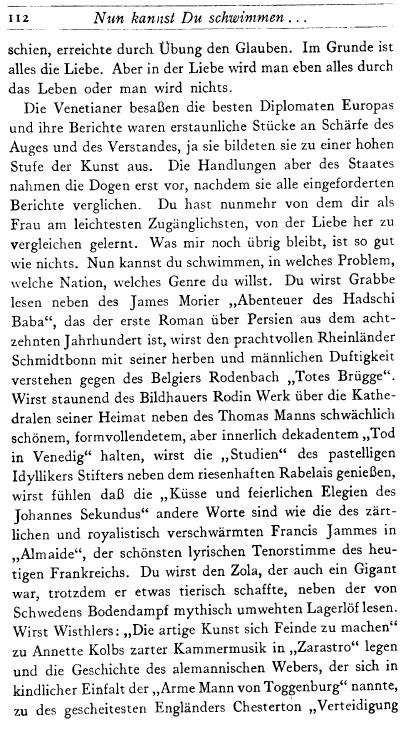 112 Nun kannst Du schwimmen . . .
schien, erreichte durch Übung den Glauben. Im Grunde ist
alles die Liebe. Aber in der Liebe wird man eben alles durch
das Leben oder man wird nichts.
Die Venetianer besaßen die besten Diplomaten Europas
und ihre Berichte waren erstaunliche Stücke an Schärfe des
Auges und des Verstandes, ja sie bildeten sie zu einer hohen
Stufe der Kunst aus. Die Handlungen aber des Staates
nahmen die Dogen erst vor, nachdem sie alle eingeforderten
Berichte verglichen. Du hast nunmehr von dem dir als
Frau am leichtesten Zugänglichsten, von der Liebe her zu
vergleichen gelernt. Was mir noch übrig bleibt, ist so gut
wie nichts. Nun kannst du schwimmen, in welches Problem,
welche Nation, welches Genre du willst. Du wirst Grabbe
lesen neben des James Morier „Abenteuer des Hadschi
Baba“, das der erste Roman über Persien aus dem acht-
zehnten Jahrhundert ist, wirst den prachtvollen Rheinländer
Schmidtbonn mit seiner herben und männlichen Duftigkeit
verstehen gegen des Belgiers Rodenbach „Totes Brügge“.
Wirst staunend des Bildhauers Rodin Werk über die Kathe-
dralen seiner Heimat neben des Thomas Manns schwächlich
schönem, formvollendetem, aber innerlich dekadentem „Tod
in Venedig“ halten, wirst die „Studien“ des pastelligen
Idyllikers Stifters neben dem riesenhaften Rabelais genießen,
wirst fühlen daß die „Küsse und feierlichen Elegien des
Johannes Sekundus“ andere Worte sind wie die des zärt-
lichen und royalistisch verschwärmten Francis Jammes in
„Almaide“, der schönsten lyrischen Tenorstimme des heu-
tigen Frankreichs. Du wirst den Zola, der auch ein Gigant
war, trotzdem er etwas tierisch schaffte, neben der von
Schwedens Bodendampf mythisch umwehten Lagerlöf lesen.
Wirst Wisthlers: „Die artige Kunst sich Feinde zu machen“
zu Annette Kolbs zarter Kammermusik in „Zarastro“ legen
und die Geschichte des alemannischen Webers, der sich in
kindlicher Einfalt der „Arme Mann von Toggenburg“ nannte,
zu des gescheitesten Engländers Chesterton „Verteidigung